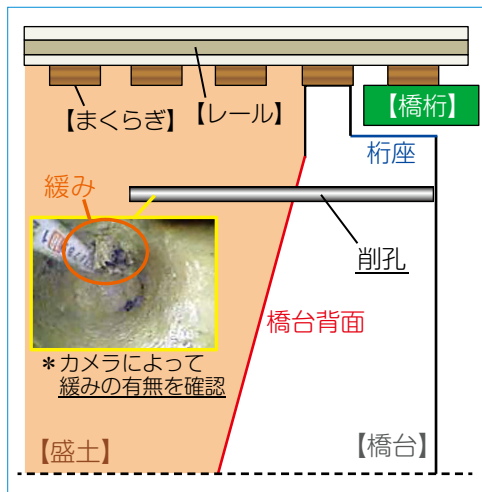 【まくらぎ】
【レール】
【橋桁】
桁座
緩み
削孔
橋台背面
＊カメラによって
緩みの有無を確認
【盛土】
【橋台】